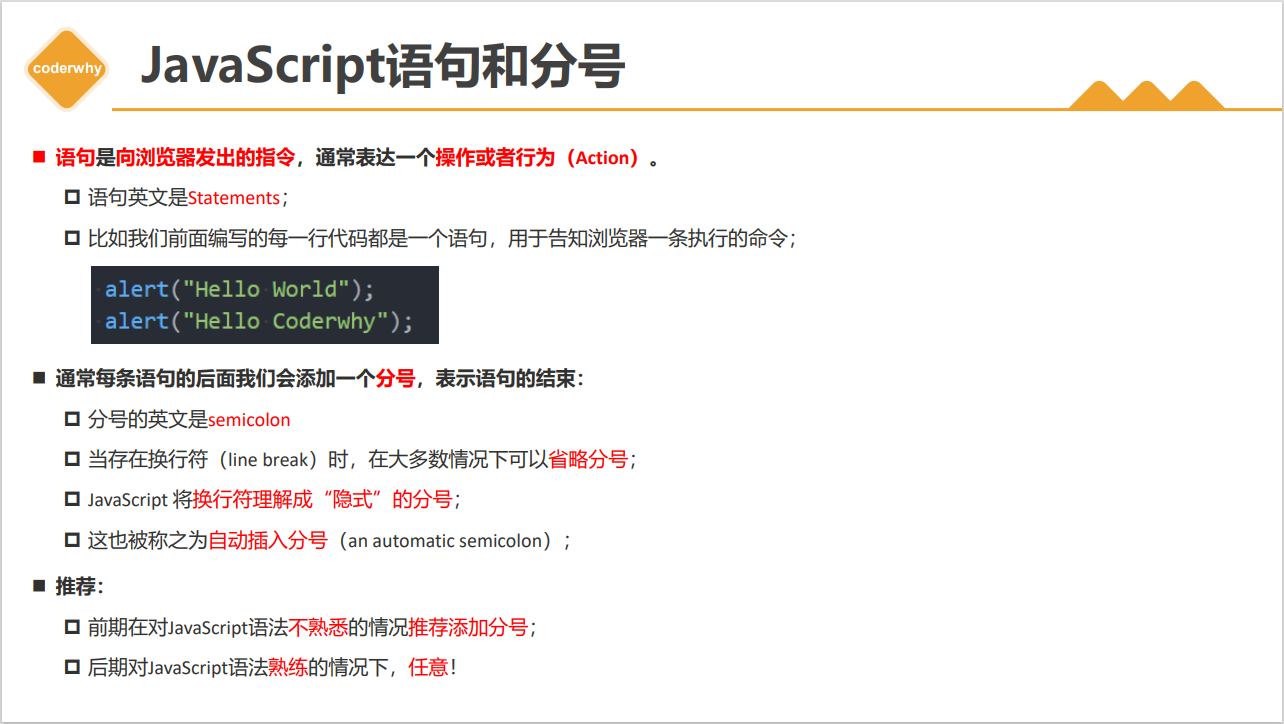 coderwhy
JavaScript语句和分号
语句是向浏览器发出的指令，通常表达一个操作或者行为（Action）。
语句英文是Statements；
比如我们前面编写的每一行代码都是一个语句，用于告知浏览器一条执行的命令；
alert("Hello World");
alert("Hello Coderwhy");
通常每条语句的后面我们会添加一个分号，表示语句的结束：
分号的英文是semicolon
当存在换行符（line break）时，在大多数情况下可以省略分号；
JavaScript 将换行符理解成“隐式”的分号；
这也被称之为自动插入分号（an automatic semicolon）；
推荐：
前期在对JavaScript语法不熟悉的情况推荐添加分号；
后期对JavaScript语法熟练的情况下，任意！